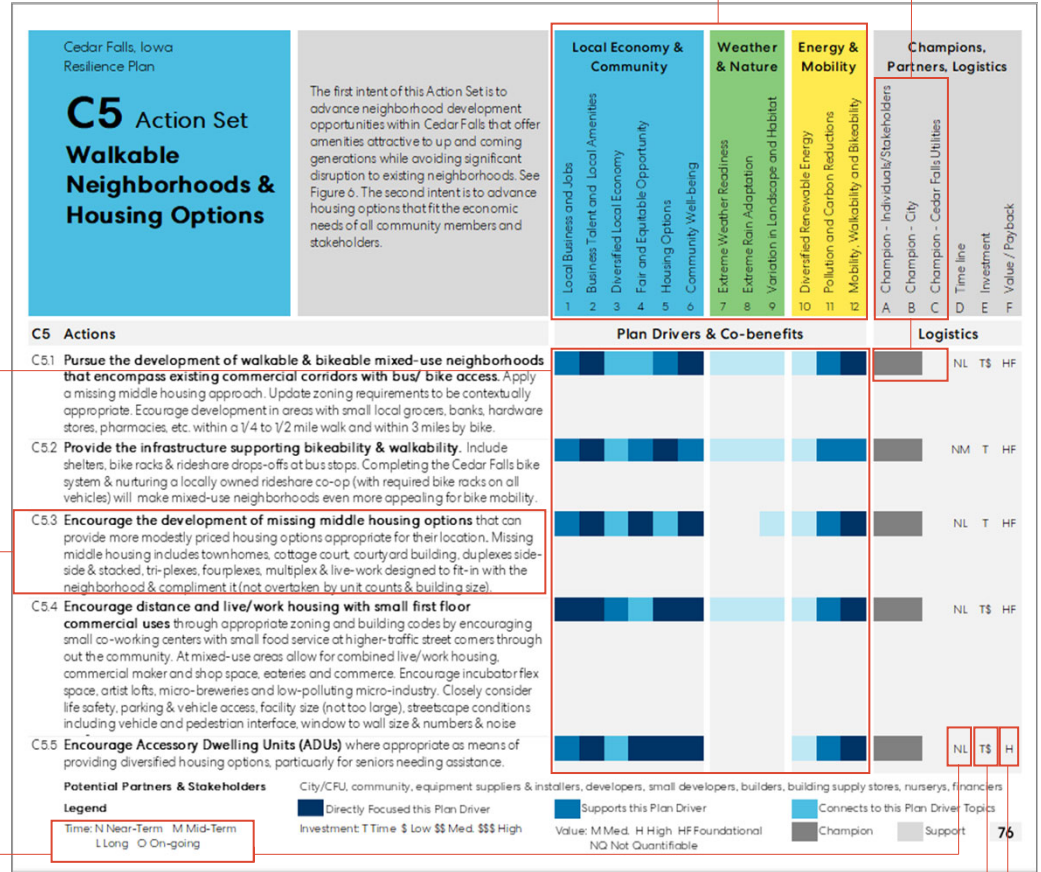 Cedar Falls, Iowa
Resilience Plan
C5 Action Set
Walkable
Neighborhoods &
Housing Options
The first intent of this Action Set is to
advance neighborhood development
opportunities within Cedar Falls that offer
amenities attractive to up and coming
generations while avoiding significant
disruption to existing neighborhoods. See
Figure 6. The second intent is to advance
housing options that fit the economic
needs of all community members and
stakeholders.
Local Economy &
Community
Weather
& Nature
Energy &
Mobility
Champions,
Partners, Logistics
Local Business and Jobs
Business Talent and Local Amenities
Diversified Local Economy
Fair and Equitable Opportunity
Housing Options
Community Well-being
Extreme Weather Readiness
Extreme Rain Adaptation
Variation in Landscape and Habitat
Diversified Renewable Energy
Pollution and Carbon Reductions
Mobility, Walkability and Bikeability
Champion - Individuals/Stakeholders
Champion - City
Champion - Cedar Falls Utilities
Time line
Investment
Value / Payback
1 2 3 4 5 6 7 8 9 10 11 12 A B C D E F
C5 Actions Plan Drivers & Co-benefits Logistics
C5.1 Pursue the development of walkable & bikeable mixed-use neighborhoods
that encompass existing commercial corridors with bus/ bike access. Apply
a missing middle housing approach. Update zoning requirements to be contextually
appropriate. Ecourage development in areas with small local grocers, banks, hardware
stores, pharmacies, etc. within a 1/4 to 1/2 mile walk and within 3 miles by bike.
NL T$ HF
C5.2 Provide the infrastructure supporting bikeability & walkability. Include
shelters, bike racks & rideshare drops-offs at bus stops. Completing the Cedar Falls bike
system & nurturing a locally owned rideshare co-op (with required bike racks on all
vehicles) will make mixed-use neighborhoods even more appealing for bike mobility.
NM T HF
C5.3 Encourage the development of missing middle housing options that can
provide more modestly priced housing options appropriate for their location. Missing
middle housing includes townhomes, cottage court, courtyard building, duplexes side-
side & stacked, tri-plexes, fourplexes, multiplex & live-work designed to fit-in with the
neighborhood & compliment it (not overtaken by unit counts & building size).
NL T HF
C5.4 Encourage distance and live/work housing with small first floor
commercial uses through appropriate zoning and building codes by encouraging
small co-working centers with small food service at higher-traffic street corners through
out the community. At mixed-use areas allow for combined live/work housing,
commercial maker and shop space, eateries and commerce. Encourage incubator flex
space, artist lofts, micro-breweries and low-polluting micro-industry. Closely consider
life safety, parking & vehicle access, facility size (not too large), streetscape conditions
including vehicle and pedestrian interface, window to wall size & numbers & noise
NL T$ HF
C5.5 Encourage Accessory Dwelling Units (ADUs) where appropriate as means of
providing diversified housing options, particuarly for seniors needing assistance.
NL T$ H
Potential Partners & Stakeholders City/CFU, community, equipment suppliers & installers, developers, small developers, builders, building supply stores, nurserys, financiers
Legend Directly Focused this Plan Driver Supports this Plan Driver Connects to this Plan Driver Topics
Time: N Near-Term M Mid-Term Investment: T Time $ Low $$ Med. $$$ High Value: M Med. H High HF Foundational Champion Support 76
L Long O On-going NQ Not Quantifiable